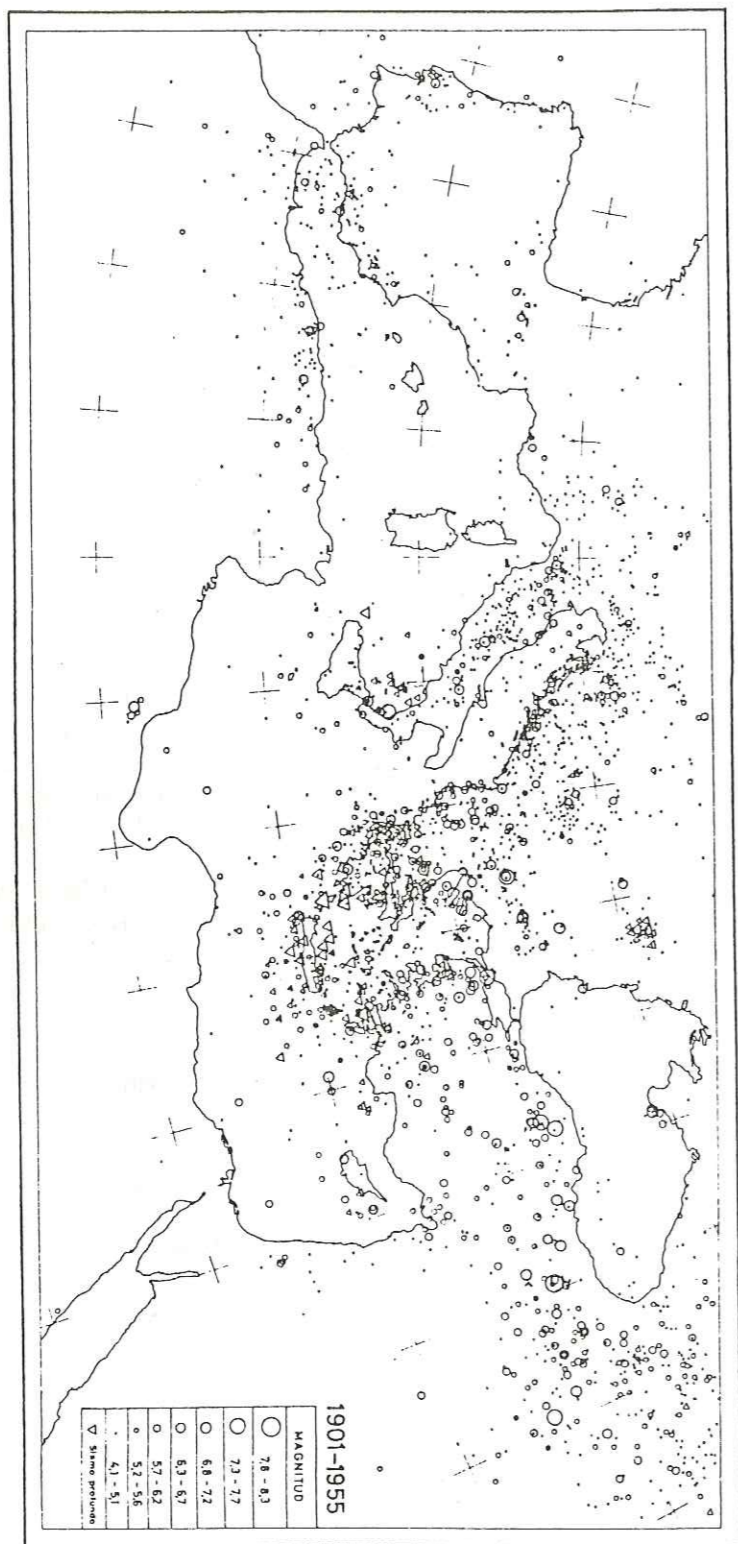 1901-1955
MAGNITUD
7,8 - 8,3
7,3 - 7,7
6,8 - 7,2
6,3 - 6,7
5,7 - 6,2
5,2 - 5,6
4,1 - 5,1
Sismo profundo